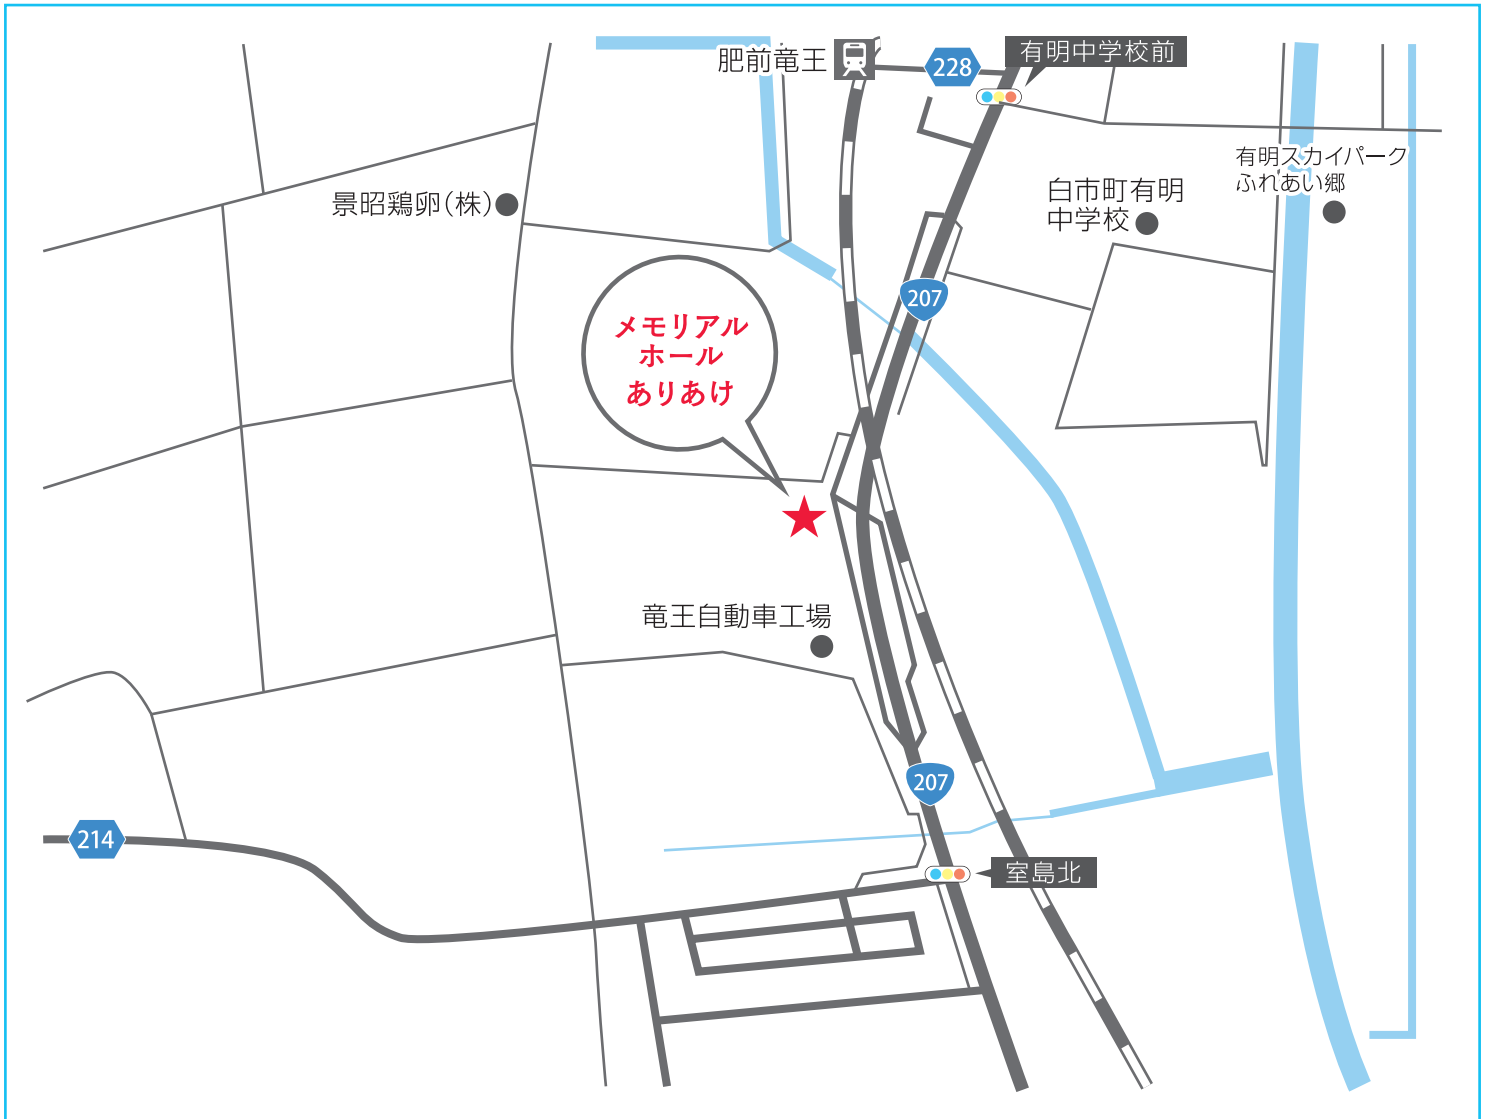 肥前竜王
228
有明中学校前
有明スカイパーク
ふれあい郷
白市町有明
中学校
景昭鶏卵(株)
207
メモリアル
ホール
ありあけ
竜王自動車工場
207
214
室島北